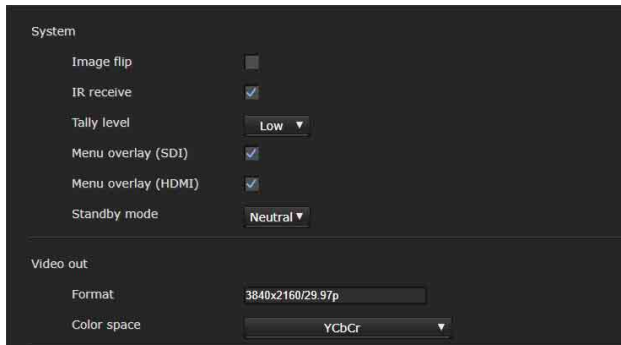 System
Image flip
IR receive
Tally level Low
Menu overlay (SDI)
Menu overlay (HDMI)
Standby mode Neutral
Video out
Format 3840x2160/29.97p
Color space YCbCr